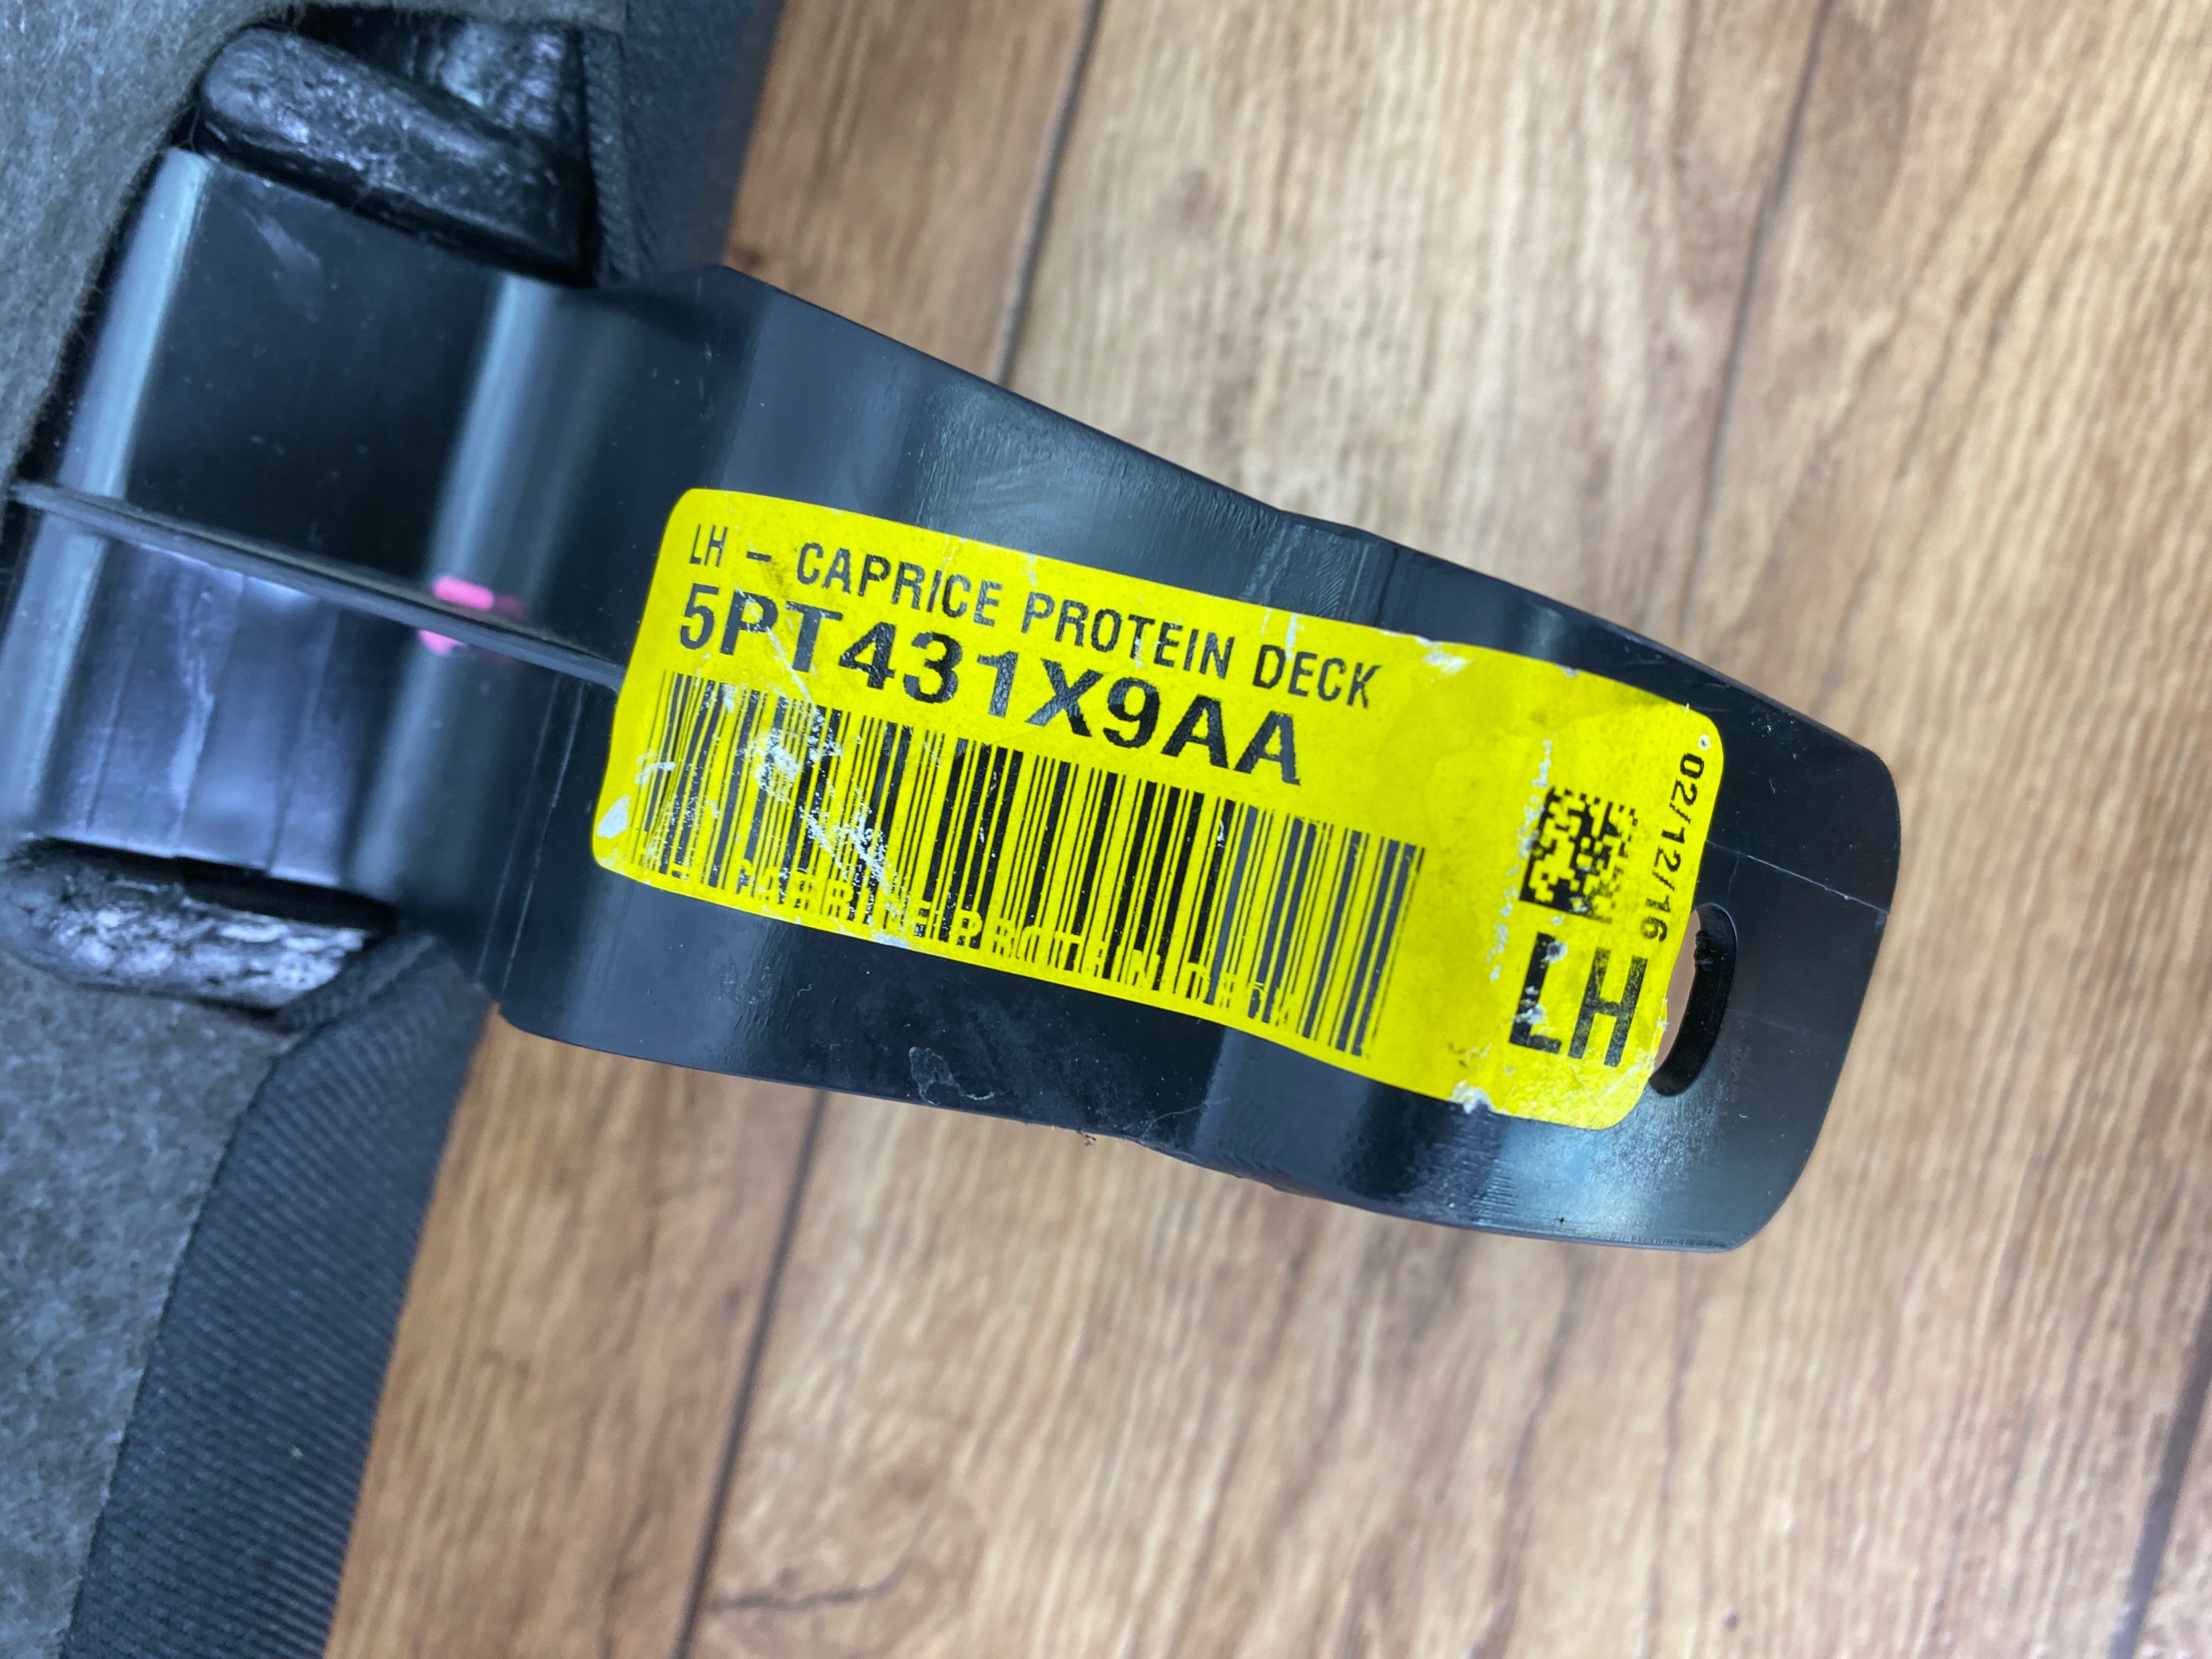 LH - CAPRICE PROTEIN DECK
5PT431X9AA
02/12/16
LH